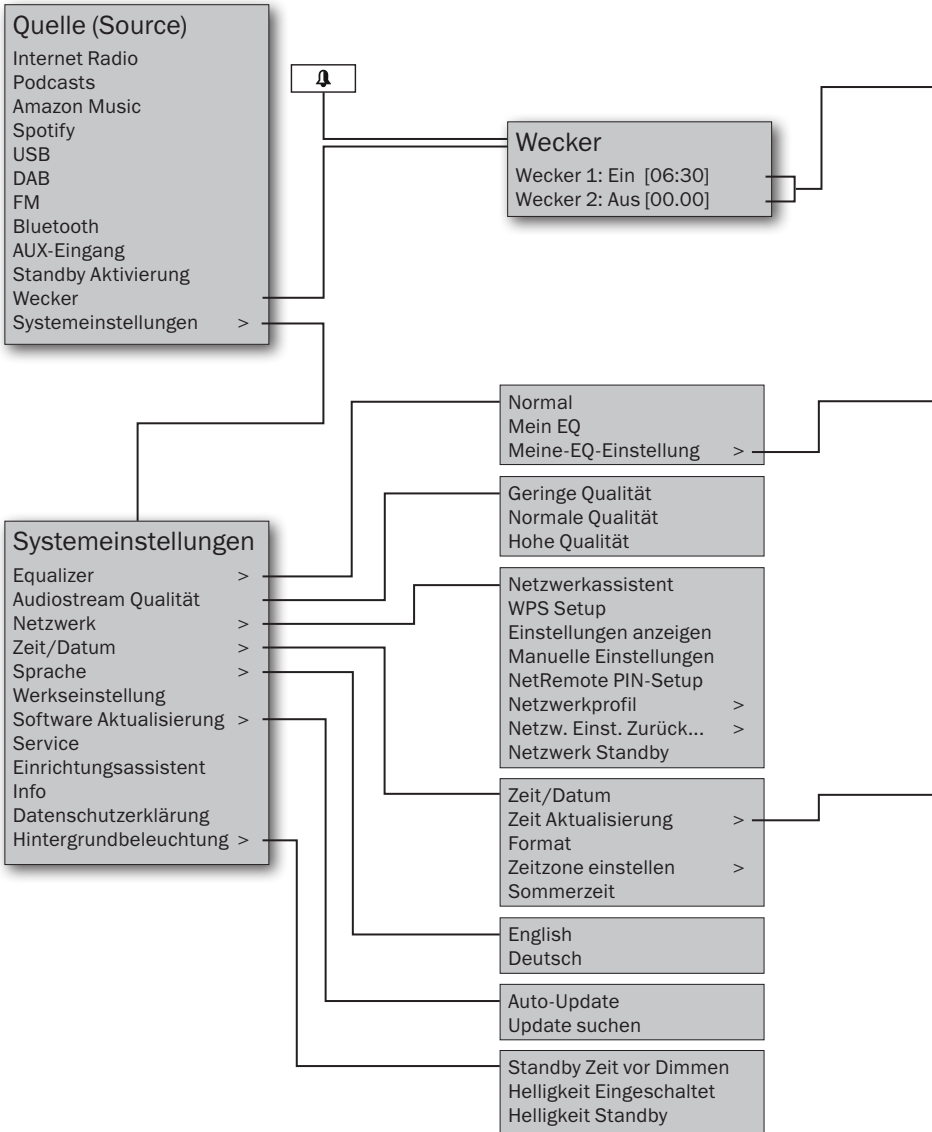 Quelle (Source)
Internet Radio
Podcasts
Amazon Music
Spotify
USB
DAB
FM
Bluetooth
AUX-Eingang
Standby Aktivierung
Wecker
Systemeinstellungen >
Wecker
Wecker 1: Ein [06:30]
Wecker 2: Aus [00.00]
Systemeinstellungen
Equalizer >
Audiostream Qualität
Netzwerk >
Zeit/Datum >
Sprache >
Werkseinstellung
Software Aktualisierung >
Service
Einrichtungsassistent
Info
Datenschutzerklärung
Hintergrundbeleuchtung >
Normal
Mein EQ
Meine-EQ-Einstellung >
Geringe Qualität
Normale Qualität
Hohe Qualität
Netzwerkassistent
WPS Setup
Einstellungen anzeigen
Manuelle Einstellungen
NetRemote PIN-Setup
Netzwerkprofil >
Netzw. Einst. Zurück... >
Netzwerk Standby
Zeit/Datum
Zeit Aktualisierung >
Format
Zeitzone einstellen >
Sommerzeit
English
Deutsch
Auto-Update
Update suchen
Standby Zeit vor Dimmen
Helligkeit Eingeschaltet
Helligkeit Standby